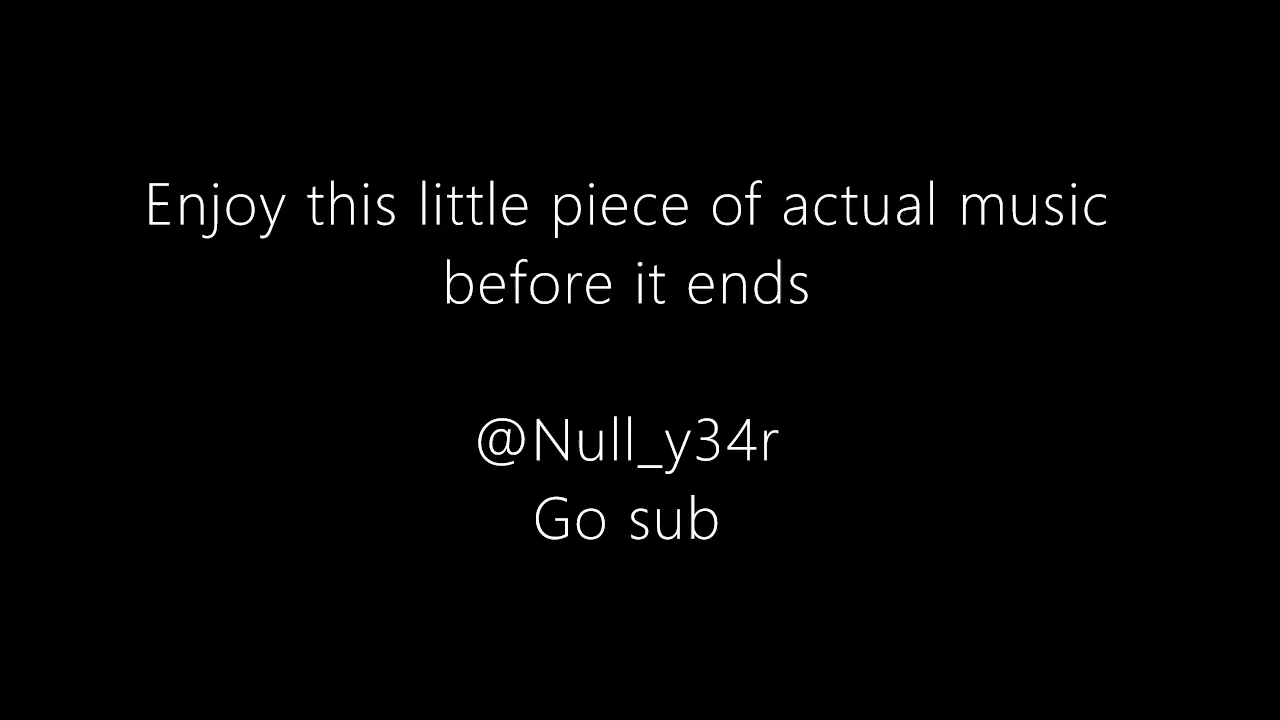 Enjoy this little piece of actual music
before it ends
@Null_y34r
Go sub